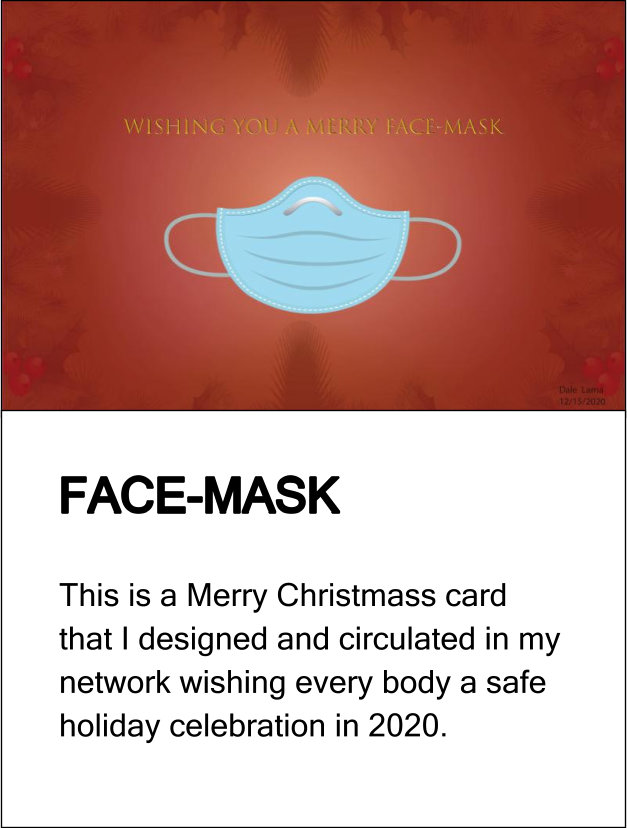 WISHING YOU A MERRY FACE-MASK
Dale Lama
12/15/2020
FACE-MASK
This is a Merry Christmass card
that I designed and circulated in my
network wishing every body a safe
holiday celebration in 2020.